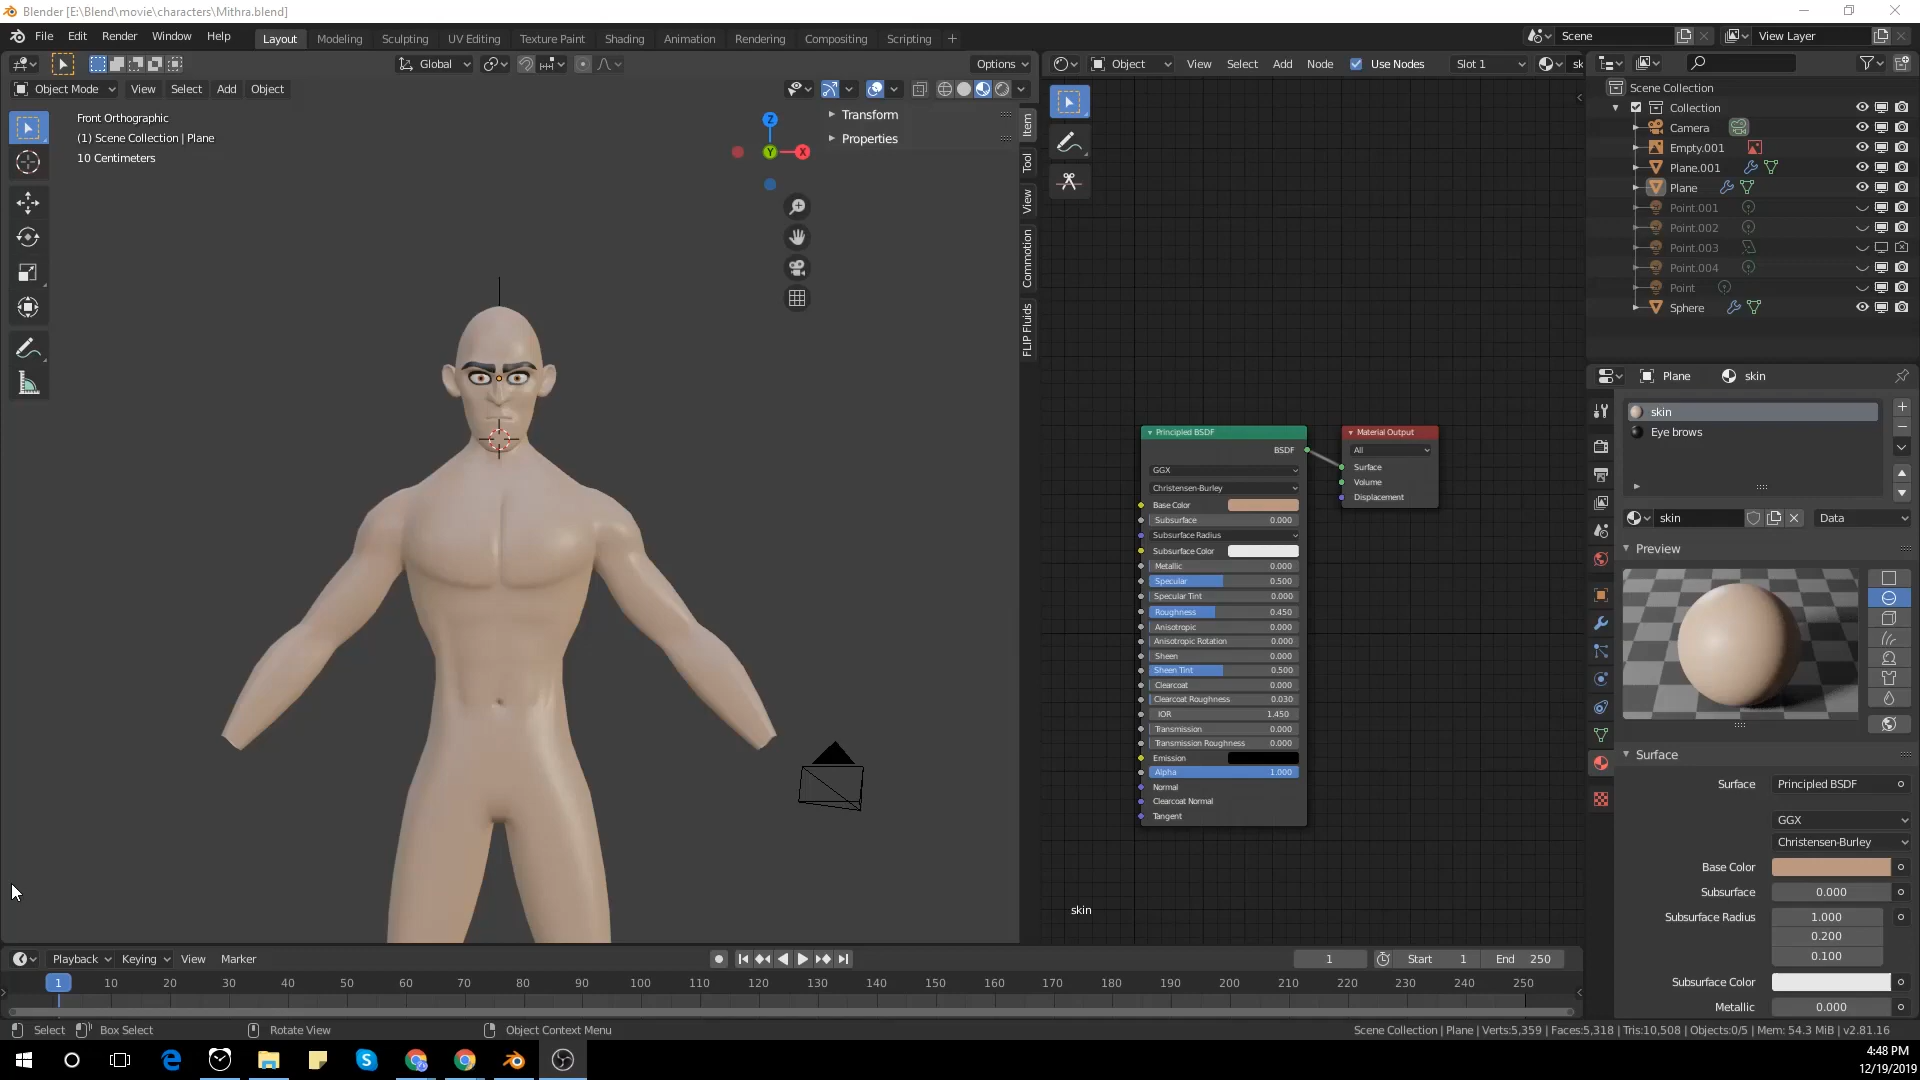 Blender [E:\Blend\movie\characters\Mithra.blend]
File Edit Render Window Help
Layout Modeling Sculpting UV Editing Texture Paint Shading Animation Rendering Compositing Scripting +
Scene
View Layer
Global
Options
Object View Select Add Node Use Nodes Slot 1 sk
Object Mode View Select Add Object
Front Orthographic
(1) Scene Collection | Plane
10 Centimeters
Z
Y
X
Transform
Properties
Item
Tool
View
Commotion
FLIP Fluids
Principled BSDF
BSDF
GGX
Christensen-Burley
Base Color
Subsurface 0.000
Subsurface Radius
Subsurface Color
Metallic 0.000
Specular 0.500
Specular Tint 0.000
Roughness 0.450
Anisotropic 0.000
Anisotropic Rotation 0.000
Sheen 0.000
Sheen Tint 0.500
Clearcoat 0.000
Clearcoat Roughness 0.030
IOR 1.450
Transmission 0.000
Transmission Roughness 0.000
Emission
Alpha 1.000
Normal
Clearcoat Normal
Tangent
Material Output
All
Surface
Volume
Displacement
skin
Scene Collection
Collection
Camera
Empty.001
Plane.001
Plane
Point.001
Point.002
Point.003
Point.004
Point
Sphere
Plane skin
skin
Eye brows
skin Data
Preview
Surface
Surface Principled BSDF
GGX
Christensen-Burley
Base Color
Subsurface 0.000
Subsurface Radius 1.000
0.200
0.100
Subsurface Color
Metallic 0.000
Playback Keying View Marker
1 Start 1 End 250
1 10 20 30 40 50 60 70 80 90 100 110 120 130 140 150 160 170 180 190 200 210 220 230 240 250
Select Box Select Rotate View Object Context Menu
Scene Collection | Plane | Verts:5,359 | Faces:5,318 | Tris:10,508 | Objects:0/5 | Mem: 54.3 MiB | v2.81.16
4:48 PM
12/19/2019